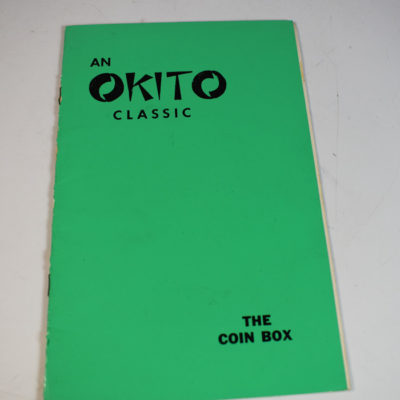 AN
OKITO
CLASSIC
THE
COIN BOX